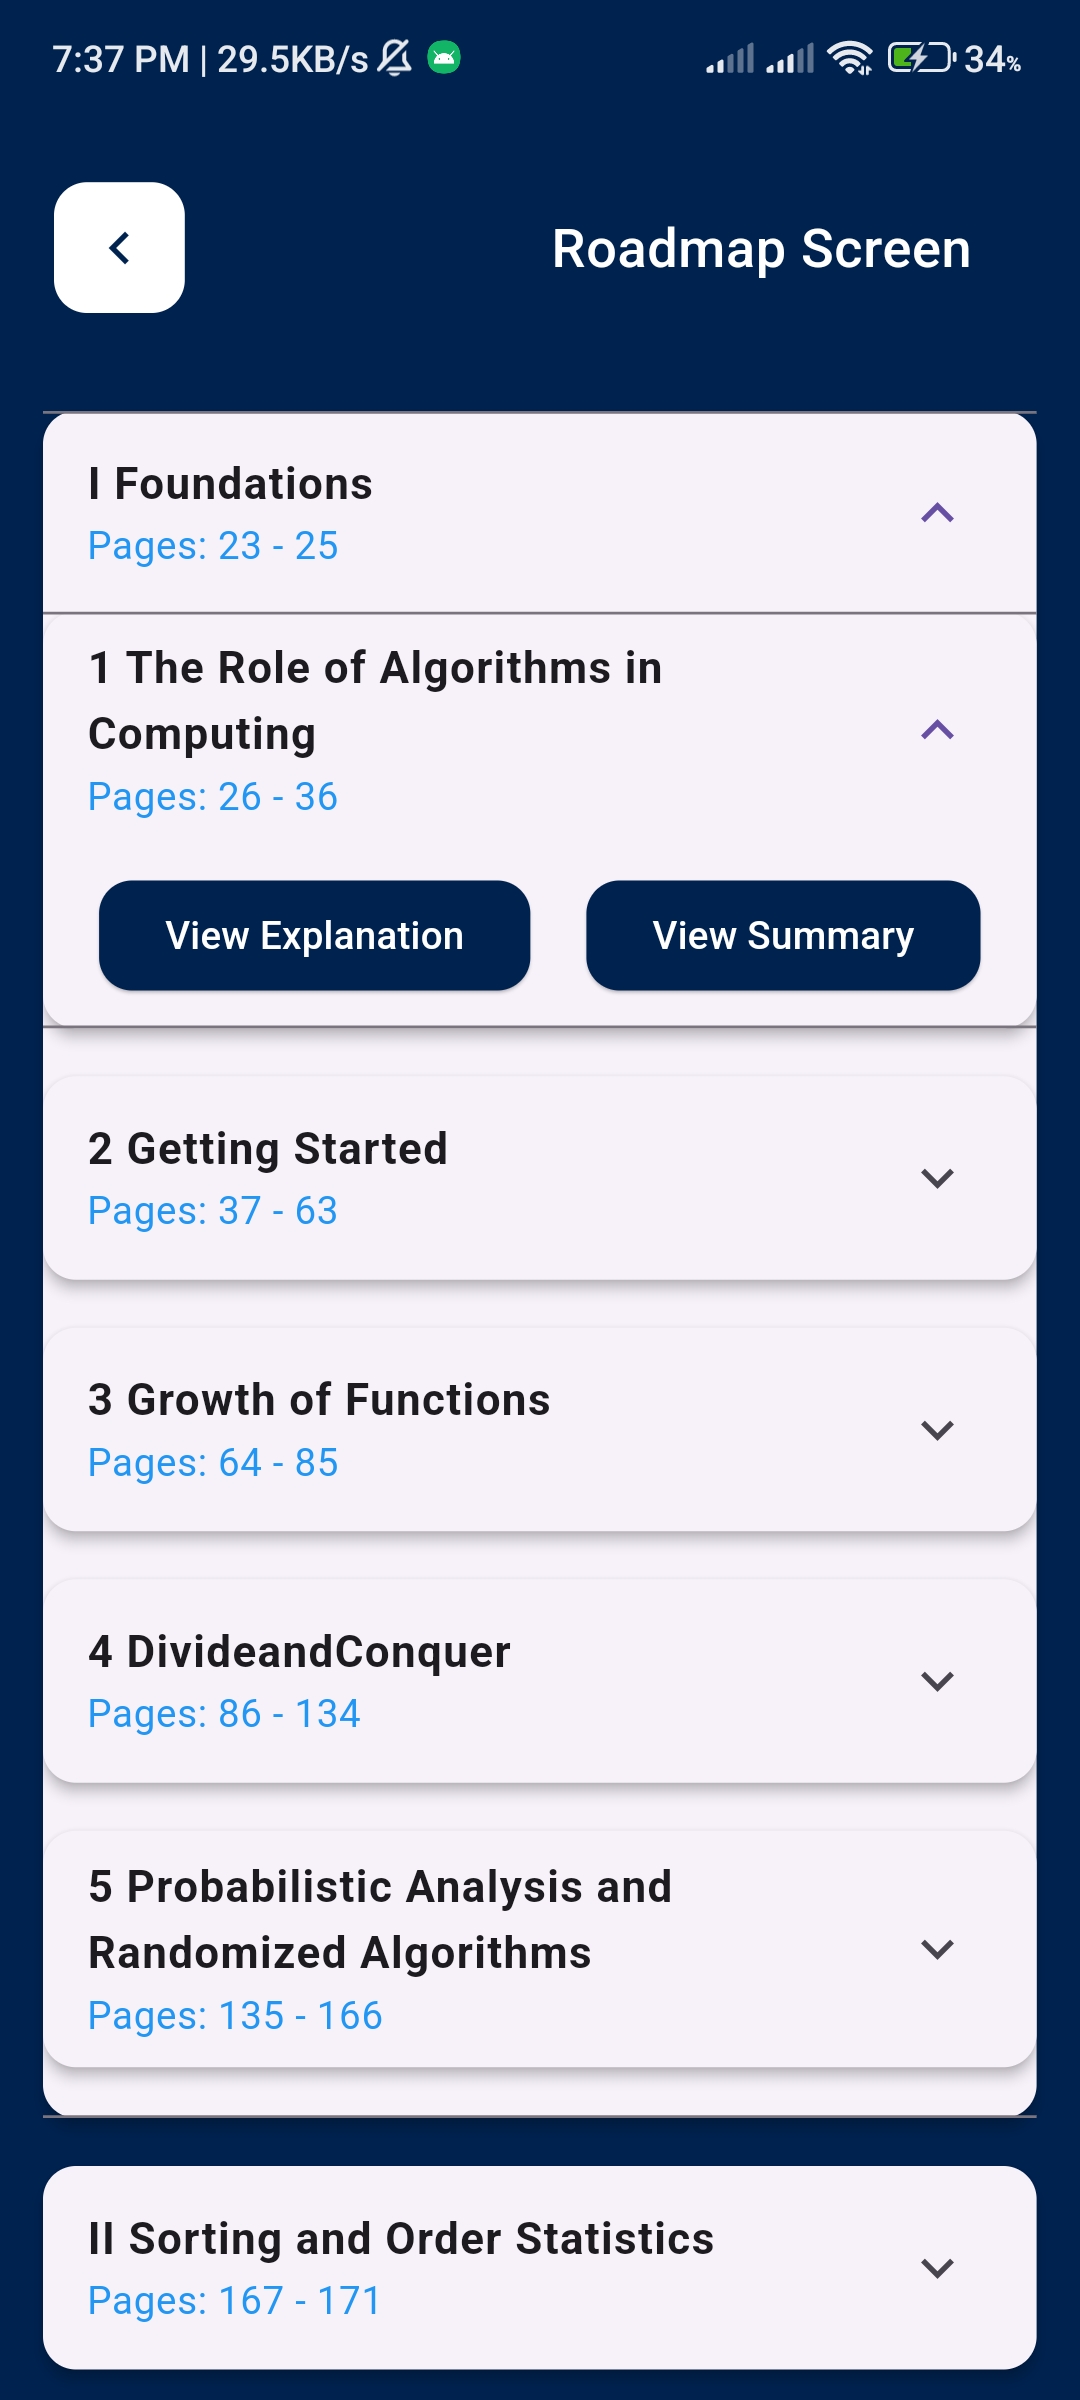 7:37 PM | 29.5KB/s 34%
Roadmap Screen
I Foundations
Pages: 23 - 25
1 The Role of Algorithms in
Computing
Pages: 26 - 36
View Explanation View Summary
2 Getting Started
Pages: 37 - 63
3 Growth of Functions
Pages: 64 - 85
4 DivideandConquer
Pages: 86 - 134
5 Probabilistic Analysis and
Randomized Algorithms
Pages: 135 - 166
II Sorting and Order Statistics
Pages: 167 - 171